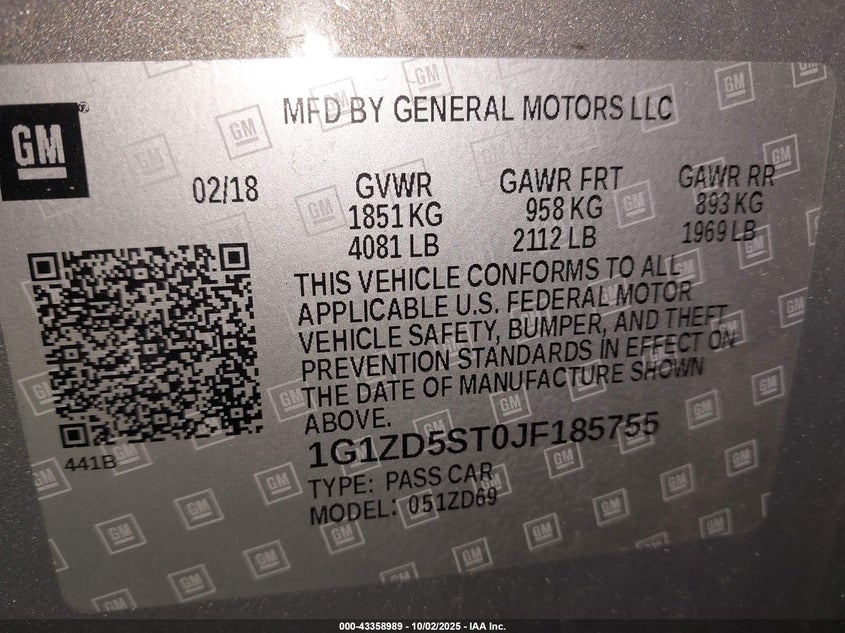 GM
MFD BY GENERAL MOTORS LLC
02/18
GVWR
1851 KG
4081 LB
GAWR FRT
958 KG
2112 LB
GAWR RR
893 KG
1969 LB
THIS VEHICLE CONFORMS TO ALL
APPLICABLE U.S. FEDERAL MOTOR
VEHICLE SAFETY, BUMPER, AND THEFT
PREVENTION STANDARDS IN EFFECT ON
THE DATE OF MANUFACTURE SHOWN
ABOVE.
441B
1G1ZD5ST0JF185755
TYPE: PASS CAR
MODEL: 051ZD69
000-43358989 - 10/02/2025 - IAA Inc.